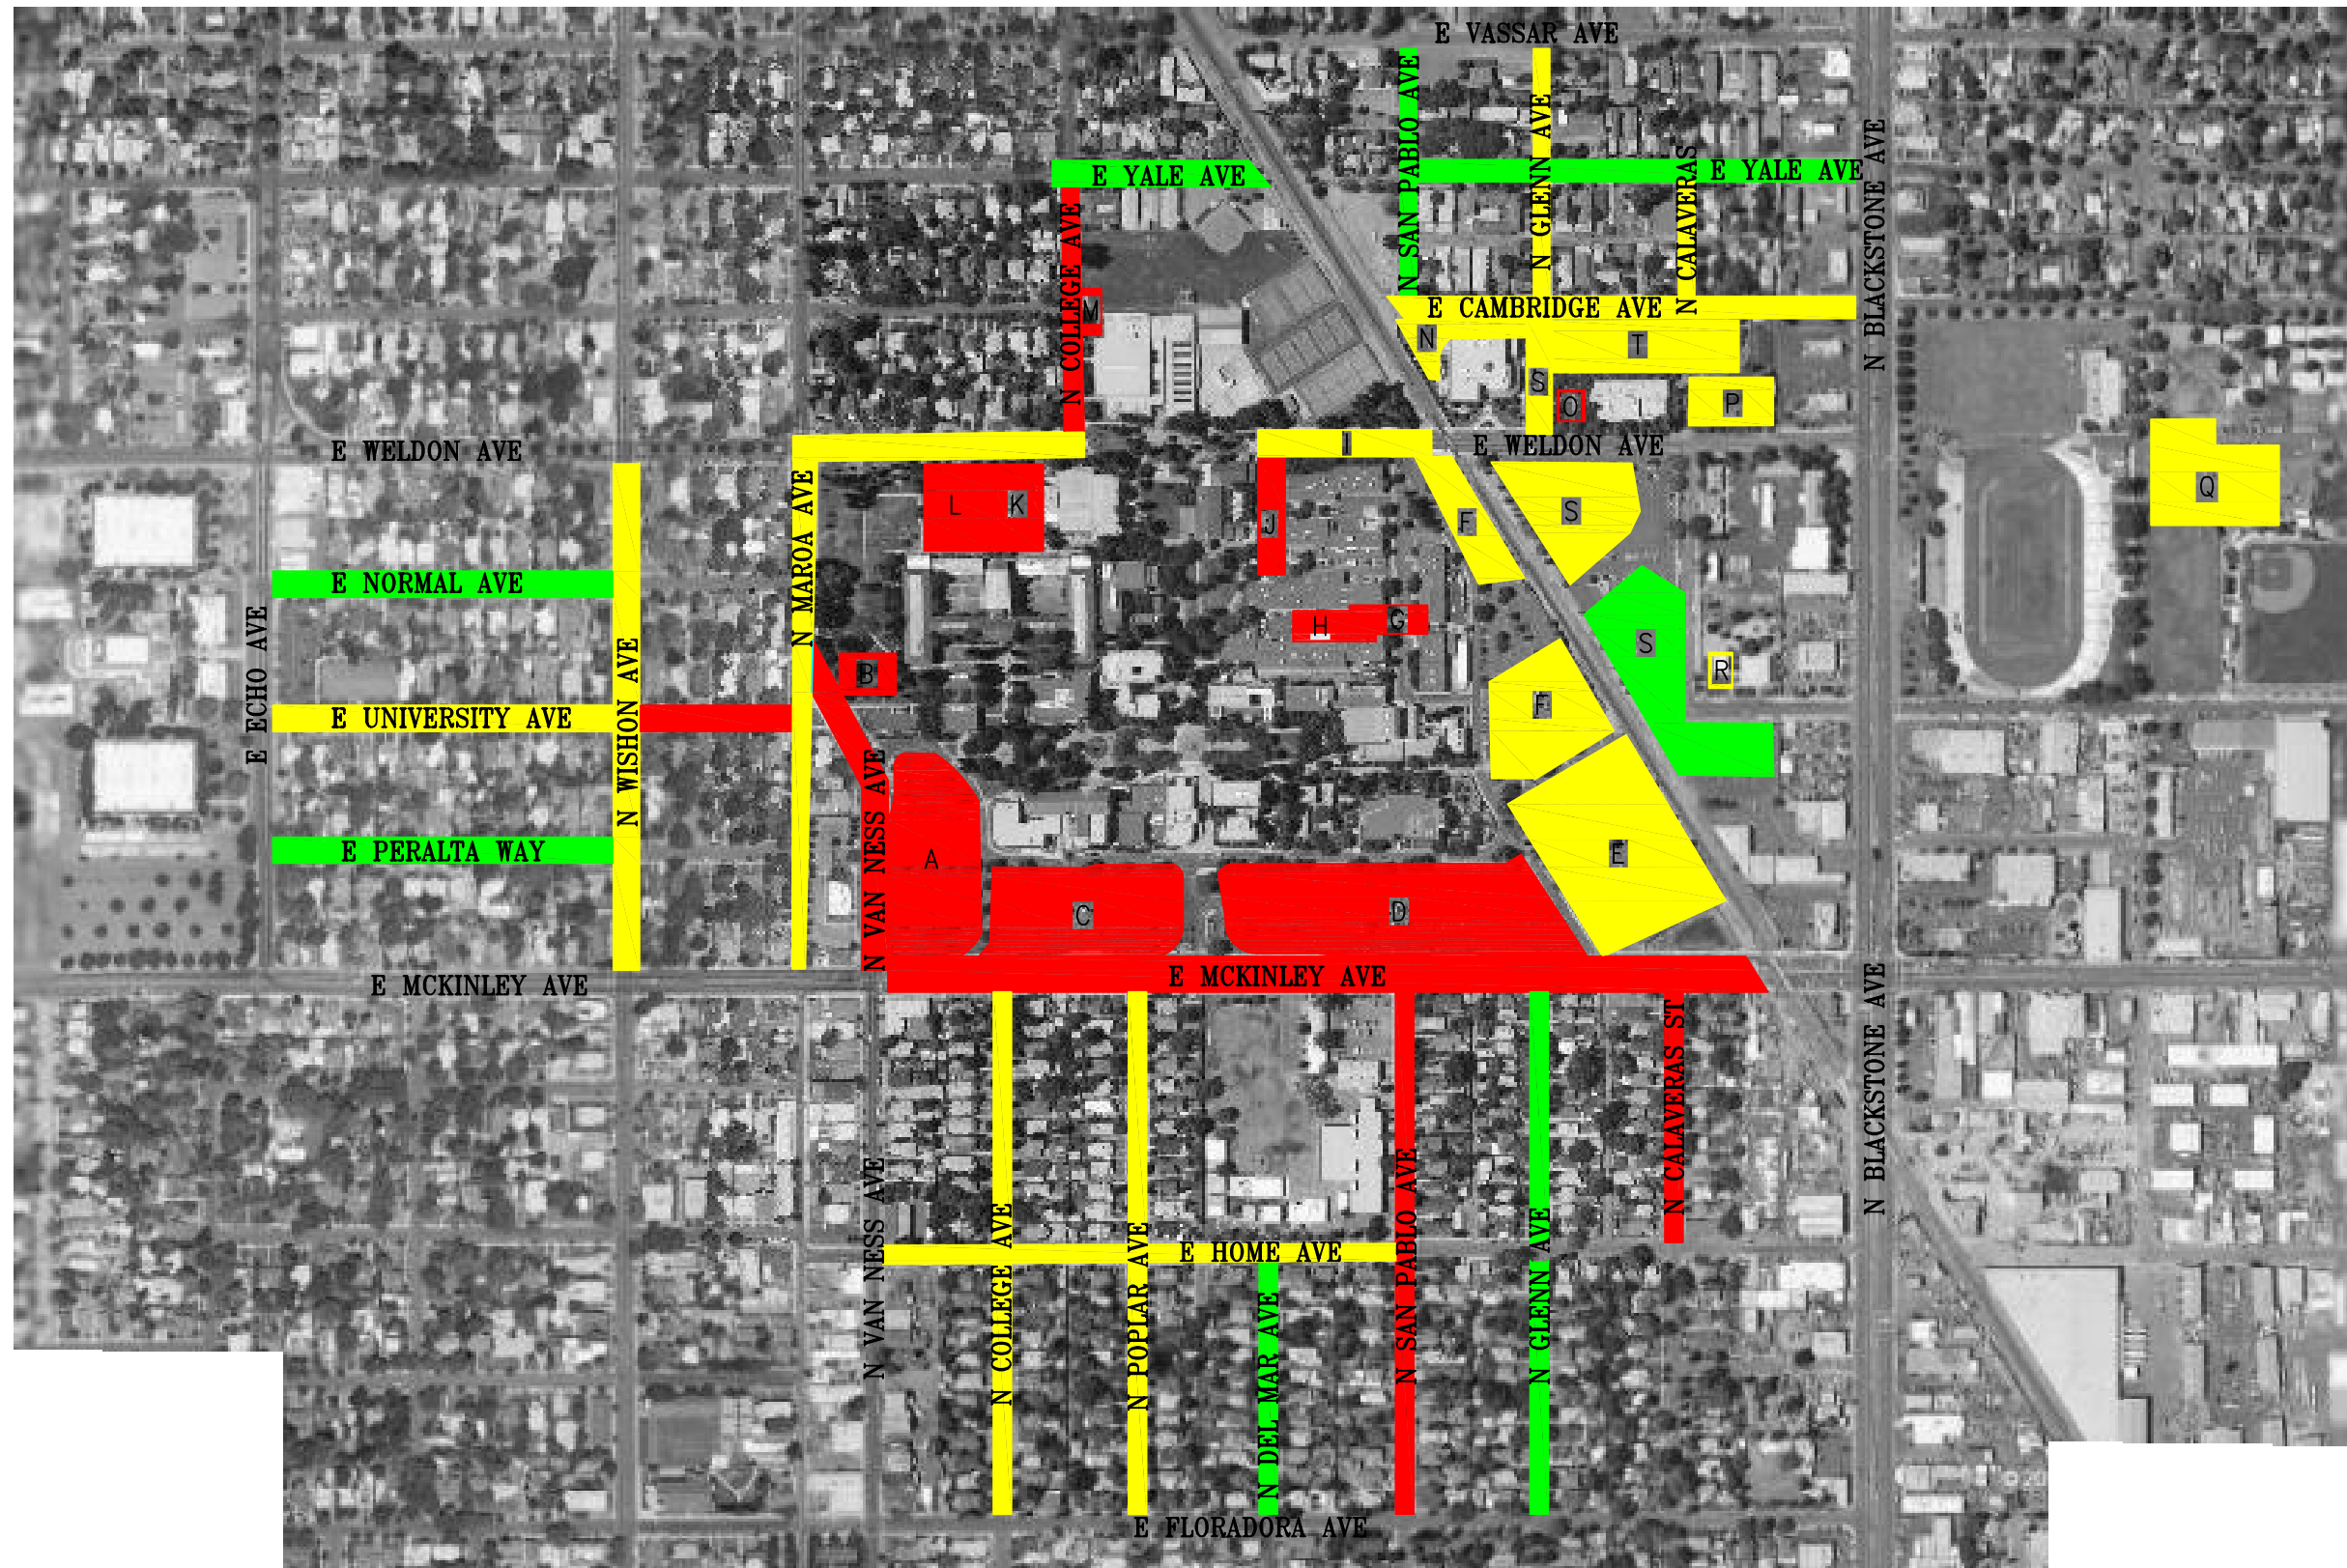 E VASSAR AVE
N SAN PABLO AVE
N GLENN AVE
N CALAVERAS
N BLACKSTONE AVE
E YALE AVE
E YALE AVE
N COLLEGE AVE
M
E CAMBRIDGE AVE
N
T
S
O
P
E WELDON AVE
I
E WELDON AVE
L
K
J
F
S
Q
N MAROA AVE
E NORMAL AVE
E ECHO AVE
N WISHON AVE
H
G
S
R
B
E UNIVERSITY AVE
F
N VAN NESS AVE
E PERALTA WAY
A
E
C
D
E MCKINLEY AVE
E MCKINLEY AVE
N BLACKSTONE AVE
N CALAVERAS ST
N VAN NESS AVE
N COLLEGE AVE
N POPLAR AVE
E HOME AVE
N DEL MAR AVE
N SAN PABLO AVE
N GLENN AVE
© 20
E FLORADORA AVE